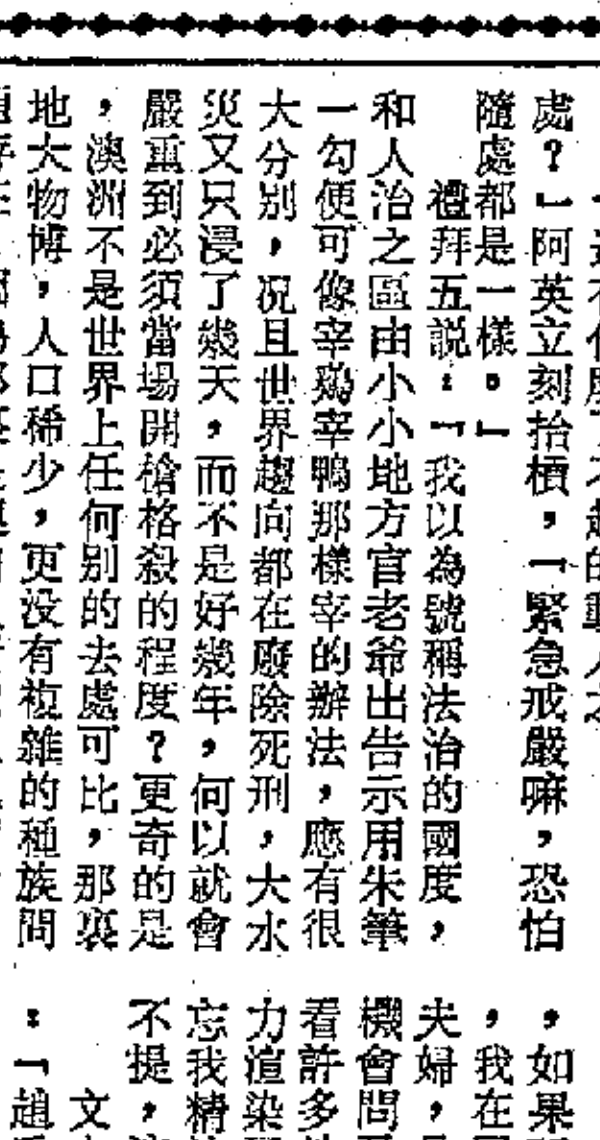 處?」阿英立刻抬槓,「緊急戒嚴嘛,恐怕
隨處都是一樣。」
禮拜五說:「我以為號稱法治的國度,
和人治之區由小小地方官老爺出告示用朱筆
一勾便可像宰鷄宰鴨那樣宰的辦法,應有很
大分別,况且世界趨向都在廢除死刑,大水
災又只浸了幾天,而不是好幾年,何以就會
嚴重到必須當場開槍格殺的程度?更奇的是
,澳洲不是世界上任何别的去處可比,那裏
地大物博,人口稀少,更没有複雜的種族問
,如果
,我在
夫婦,
機會問
看許多
力渲染
忘我精
不提,
文
:「趙